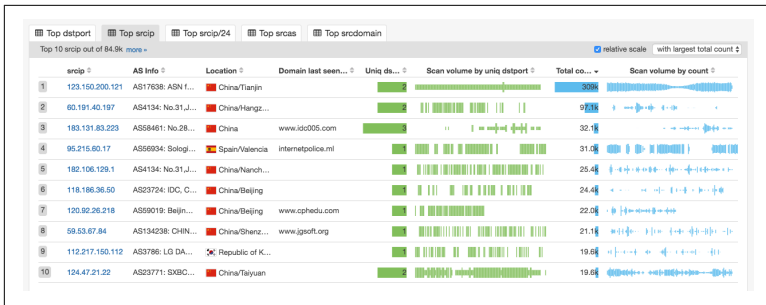 Top dstport Top srcip Top srcip/24 Top srcas Top srcdomain
Top 10 srcip out of 84.9k more » relative scale with largest total count
srcip AS Info Location Domain last seen... Uniq ds... Scan volume by uniq dstport Total co... Scan volume by count
1 123.150.200.121 AS17638: ASN f... China/Tianjin 2 309k
2 60.191.40.197 AS4134: No.31,J... China/Hangz... 2 97.1k
3 183.131.83.223 AS58461: No.28... China www.idc005.com 3 32.1k
4 95.215.60.17 AS56934: Sologi... Spain/Valencia internetpolice.ml 1 31.0k
5 182.106.129.1 AS4134: No.31,J... China/Nanch... 1 25.4k
6 118.186.36.50 AS23724: IDC, C... China/Beijing 1 24.4k
7 120.92.26.218 AS59019: Beijin... China/Beijing www.cphedu.com 1 22.0k
8 59.53.67.84 AS134238: CHIN... China/Shenz... www.jgsoft.org 1 21.1k
9 112.217.150.112 AS3786: LG DA... Republic of K... 1 19.6k
10 124.47.21.22 AS23771: SXBC... China/Taiyuan 2 19.6k